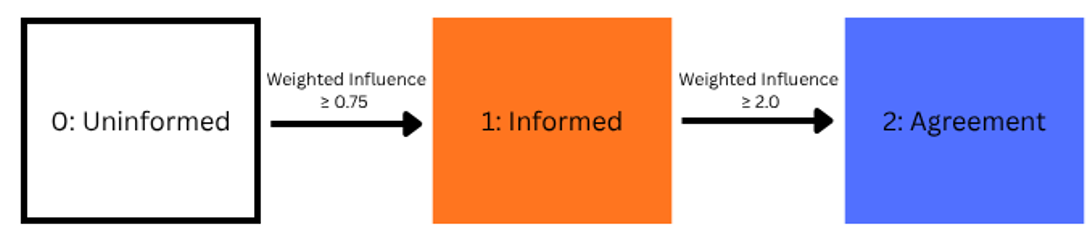 0: Uninformed
Weighted Influence
≥ 0.75
1: Informed
Weighted Influence
≥ 2.0
2: Agreement